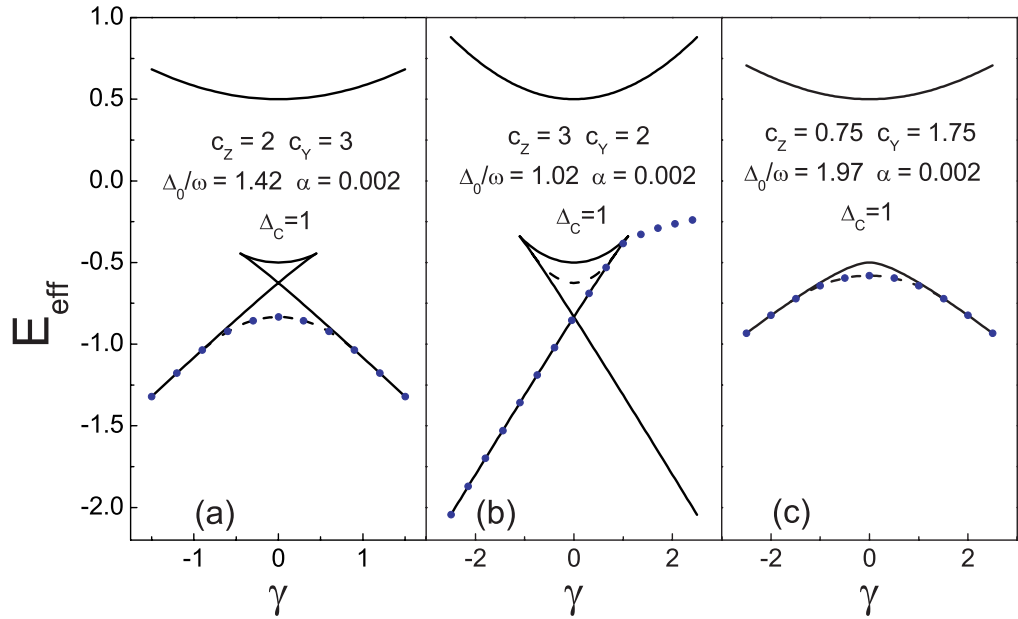 E_eff
1.0
0.5
0.0
-0.5
-1.0
-1.5
-2.0
c_Z = 2 c_Y = 3
Δ_0/ω = 1.42 α = 0.002
Δ_C=1
(a)
-1 0 1
γ
c_Z = 3 c_Y = 2
Δ_0/ω = 1.02 α = 0.002
Δ_C=1
(b)
-2 0 2
γ
c_Z = 0.75 c_Y = 1.75
Δ_0/ω = 1.97 α = 0.002
Δ_C=1
(c)
-2 0 2
γ